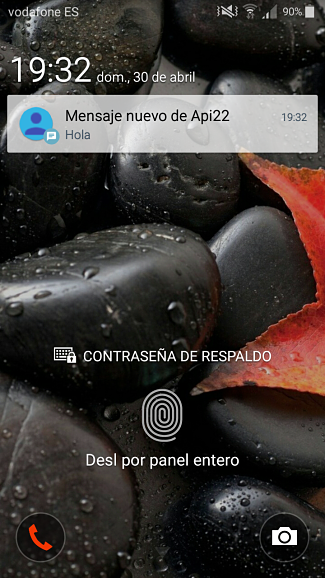 vodafone ES 90%
19:32 dom., 30 de abril
Mensaje nuevo de Api22 19:32
Hola
CONTRASEÑA DE RESPALDO
Desl por panel entero